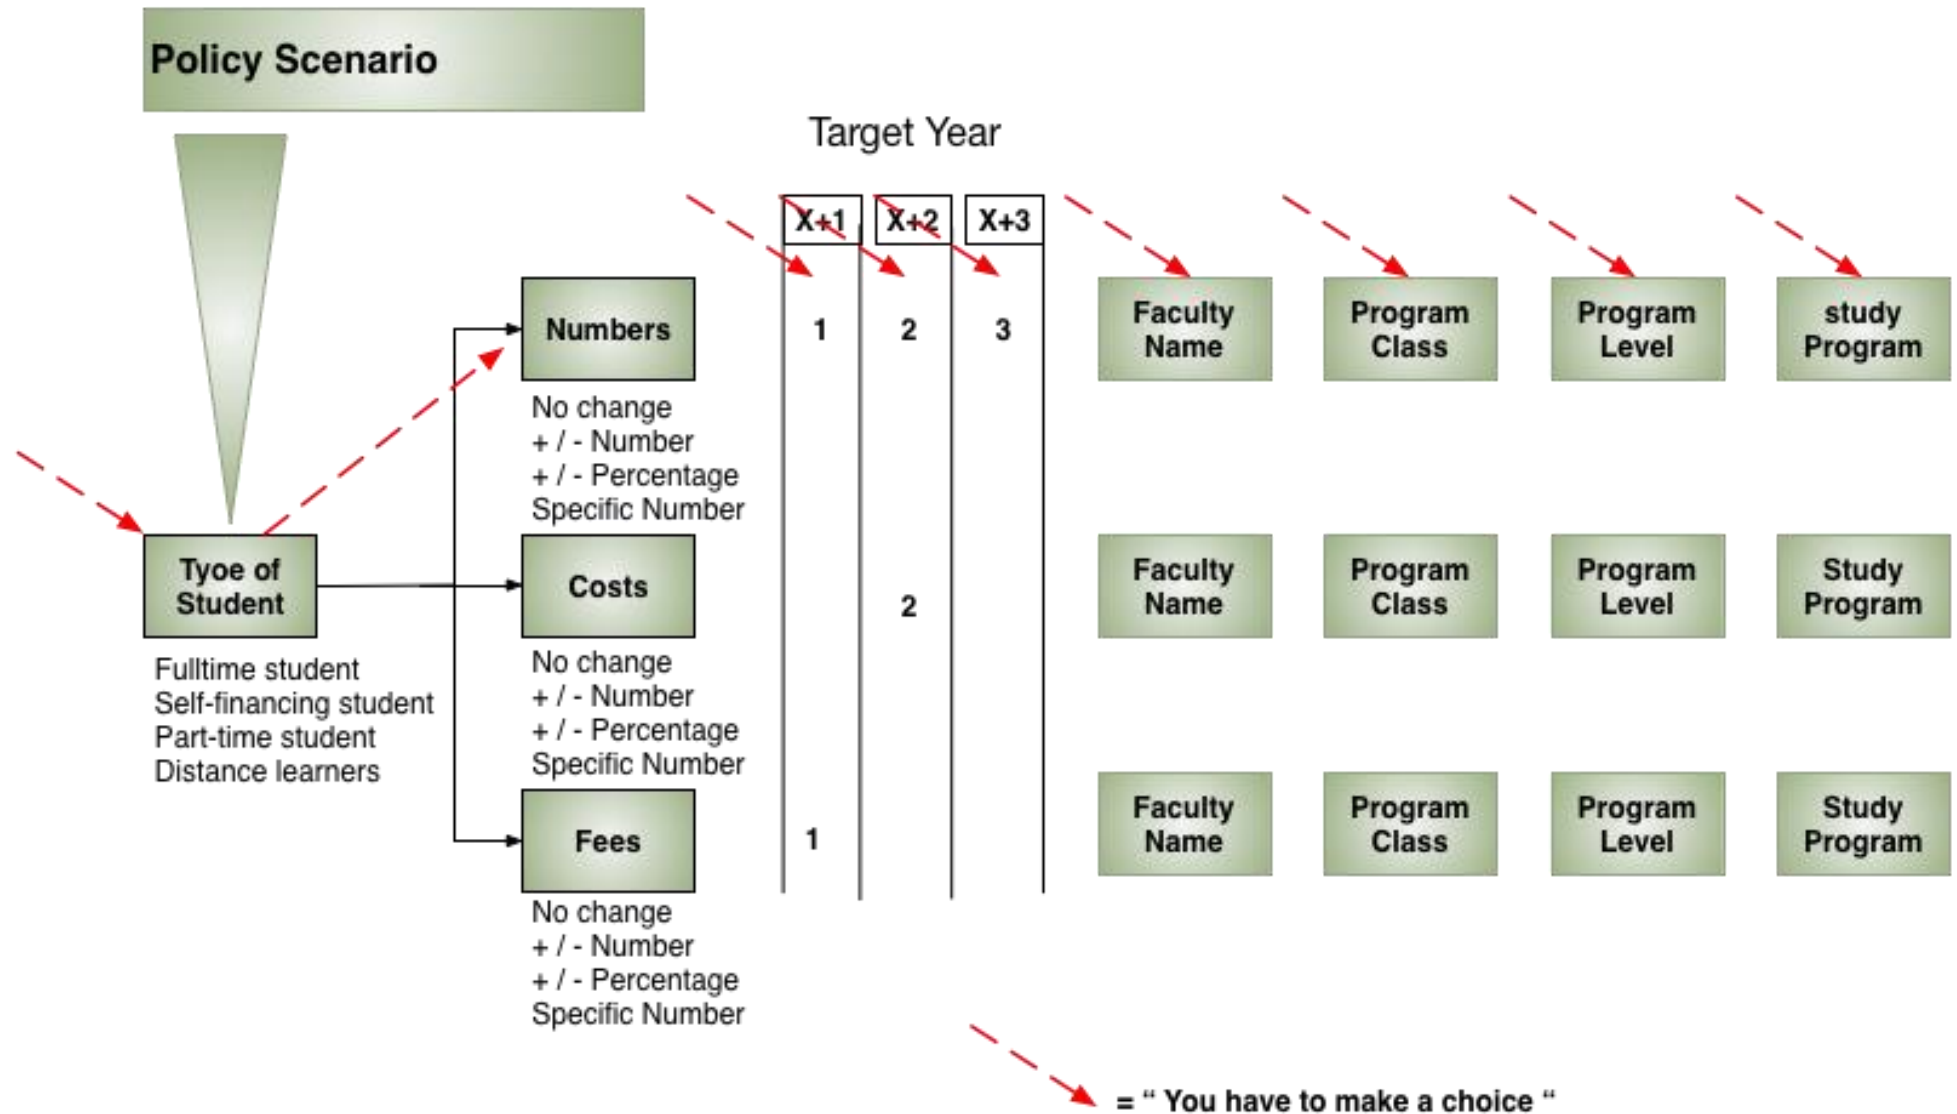 Policy Scenario
Target Year
X+1 X+2 X+3
Numbers
1 2 3
Faculty
Name
Program
Class
Program
Level
study
Program
No change
+ / - Number
+ / - Percentage
Specific Number
Tyoe of
Student
Fulltime student
Self-financing student
Part-time student
Distance learners
Costs
2
Faculty
Name
Program
Class
Program
Level
Study
Program
No change
+ / - Number
+ / - Percentage
Specific Number
Fees
1
Faculty
Name
Program
Class
Program
Level
Study
Program
No change
+ / - Number
+ / - Percentage
Specific Number
= “ You have to make a choice “